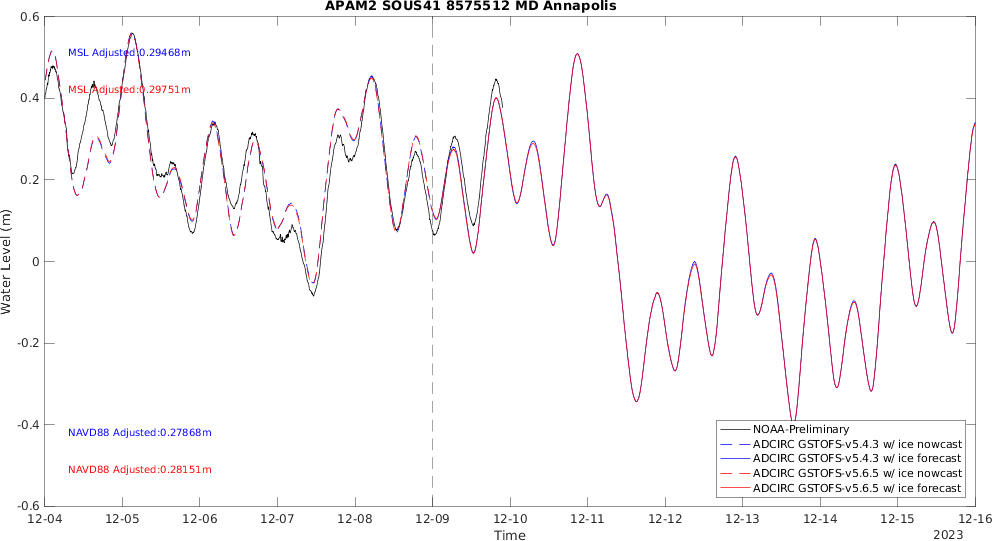 APAM2 SOUS41 8575512 MD Annapolis
0.6
0.4
0.2
0
-0.2
-0.4
-0.6
Water Level (m)
MSL Adjusted:0.29468m
MSL Adjusted:0.29751m
NAVD88 Adjusted:0.27868m
NAVD88 Adjusted:0.28151m
NOAA-Preliminary
ADCIRC GSTOFS-v5.4.3 w/ ice nowcast
ADCIRC GSTOFS-v5.4.3 w/ ice forecast
ADCIRC GSTOFS-v5.6.5 w/ ice nowcast
ADCIRC GSTOFS-v5.6.5 w/ ice forecast
12-04 12-05 12-06 12-07 12-08 12-09 12-10 12-11 12-12 12-13 12-14 12-15 12-16
Time
2023